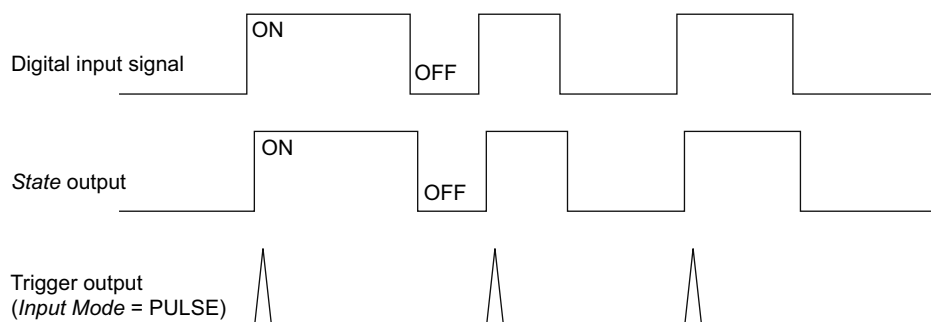 ON
Digital input signal
OFF
ON
State output
OFF
Trigger output
(Input Mode = PULSE)